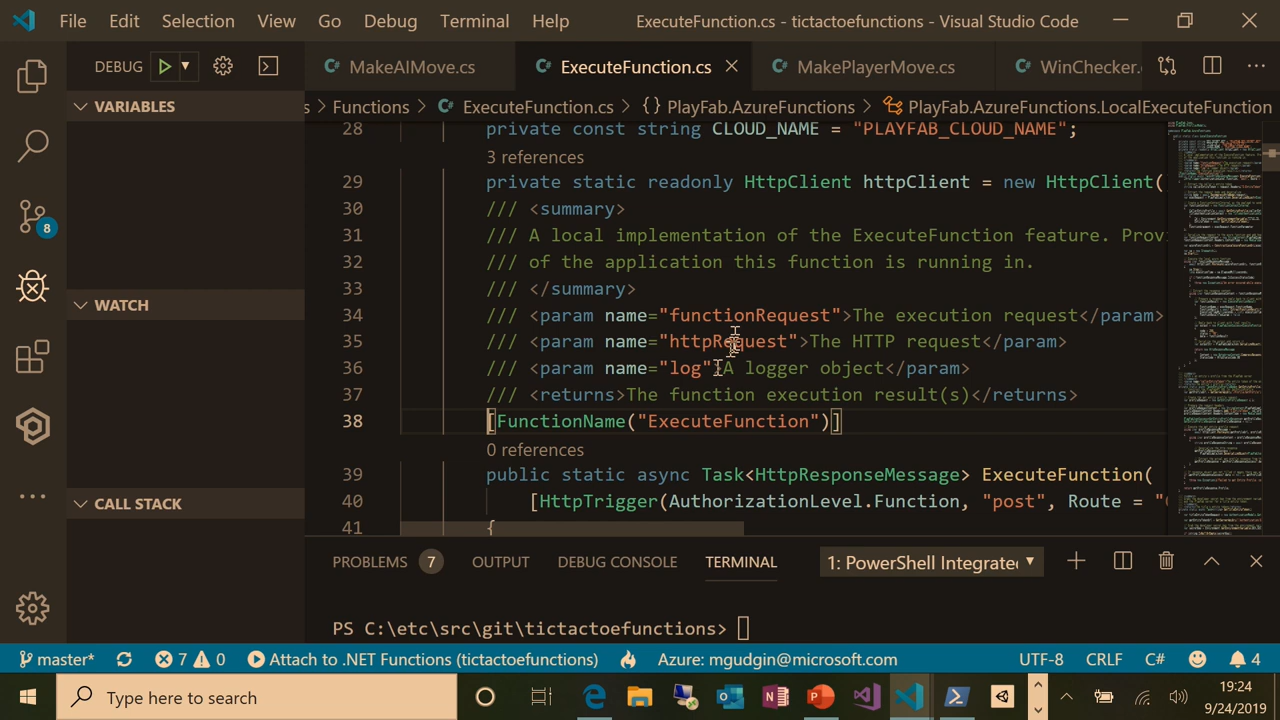 File Edit Selection View Go Debug Terminal Help ExecuteFunction.cs - tictactoefunctions - Visual Studio Code
DEBUG MakeAIMove.cs ExecuteFunction.cs MakePlayerMove.cs WinChecker.
VARIABLES
s > Functions > ExecuteFunction.cs > {} PlayFab.AzureFunctions > PlayFab.AzureFunctions.LocalExecuteFunction
28 private const string CLOUD_NAME = "PLAYFAB_CLOUD_NAME";
3 references
29 private static readonly HttpClient httpClient = new HttpClient(
30 /// <summary>
31 /// A local implementation of the ExecuteFunction feature. Provi
32 /// of the application this function is running in.
33 /// </summary>
34 /// <param name="functionRequest">The execution request</param>
35 /// <param name="httpRequest">The HTTP request</param>
36 /// <param name="log">A logger object</param>
37 /// <returns>The function execution result(s)</returns>
38 [FunctionName("ExecuteFunction")]
0 references
39 public static async Task<HttpResponseMessage> ExecuteFunction(
40 [HttpTrigger(AuthorizationLevel.Function, "post", Route = "
41 {
8
WATCH
CALL STACK
PROBLEMS 7 OUTPUT DEBUG CONSOLE TERMINAL 1: PowerShell Integrate
PS C:\etc\src\git\tictactoefunctions>
master* 7 0 Attach to .NET Functions (tictactoefunctions) Azure: mgudgin@microsoft.com UTF-8 CRLF C# 4
Type here to search
19:24
9/24/2019